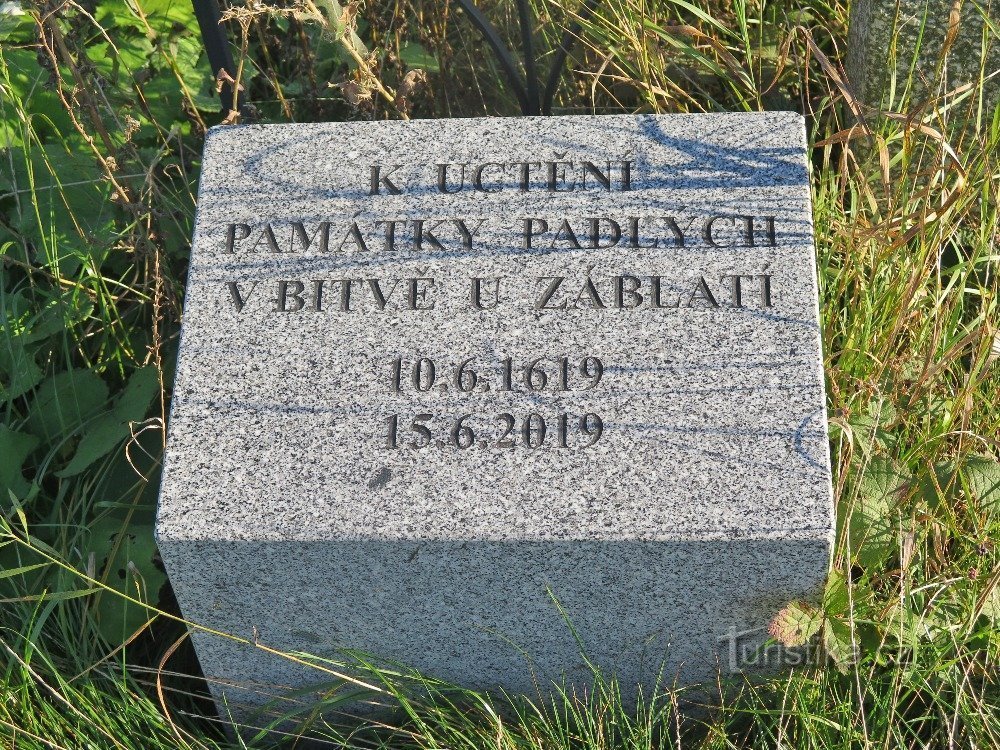 K UCTĚNÍ
PAMÁTKY PADLÝCH
V BITVĚ U ZÁBLATÍ
10.6.1619
15.6.2019
Turistika.cz